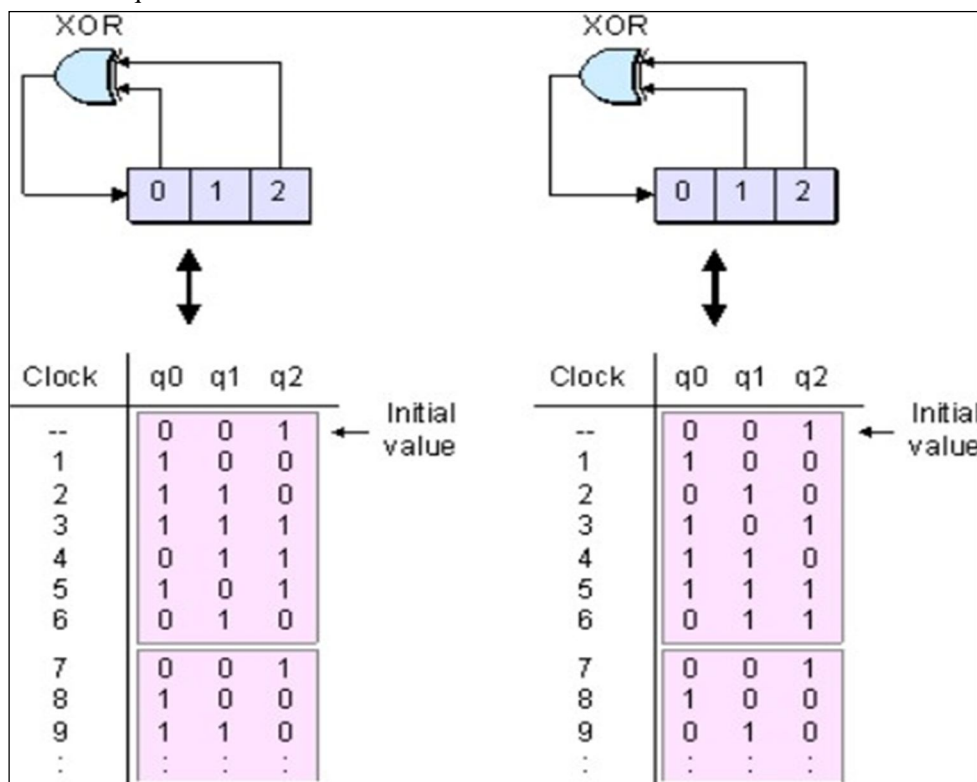 XOR
0 1 2
Clock q0 q1 q2
-- 0 0 1
Initial value
1 1 0 0
2 1 1 0
3 1 1 1
4 0 1 1
5 1 0 1
6 0 1 0
7 0 0 1
8 1 0 0
9 1 1 0
: : : :
XOR
0 1 2
Clock q0 q1 q2
-- 0 0 1
Initial value
1 1 0 0
2 0 1 0
3 1 0 1
4 1 1 0
5 1 1 1
6 0 1 1
7 0 0 1
8 1 0 0
9 0 1 0
: : : :